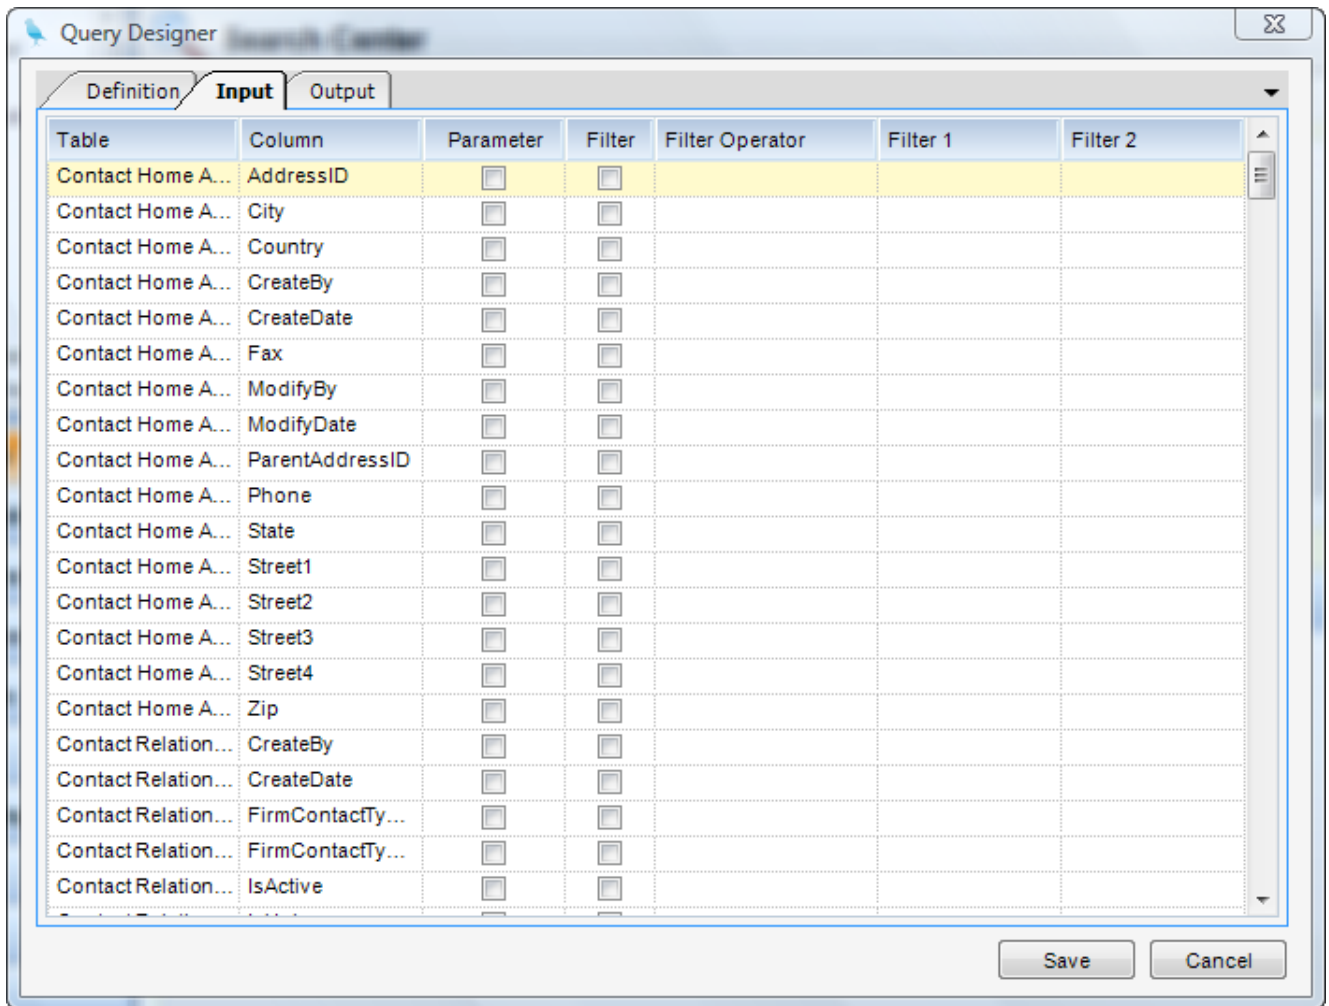 Query Designer
Search Center
Definition Input Output
Table Column Parameter Filter Filter Operator Filter 1 Filter 2
Contact Home A... AddressID
Contact Home A... City
Contact Home A... Country
Contact Home A... CreateBy
Contact Home A... CreateDate
Contact Home A... Fax
Contact Home A... ModifyBy
Contact Home A... ModifyDate
Contact Home A... ParentAddressID
Contact Home A... Phone
Contact Home A... State
Contact Home A... Street1
Contact Home A... Street2
Contact Home A... Street3
Contact Home A... Street4
Contact Home A... Zip
Contact Relation... CreateBy
Contact Relation... CreateDate
Contact Relation... FirmContactTy...
Contact Relation... FirmContactTy...
Contact Relation... IsActive
Save Cancel